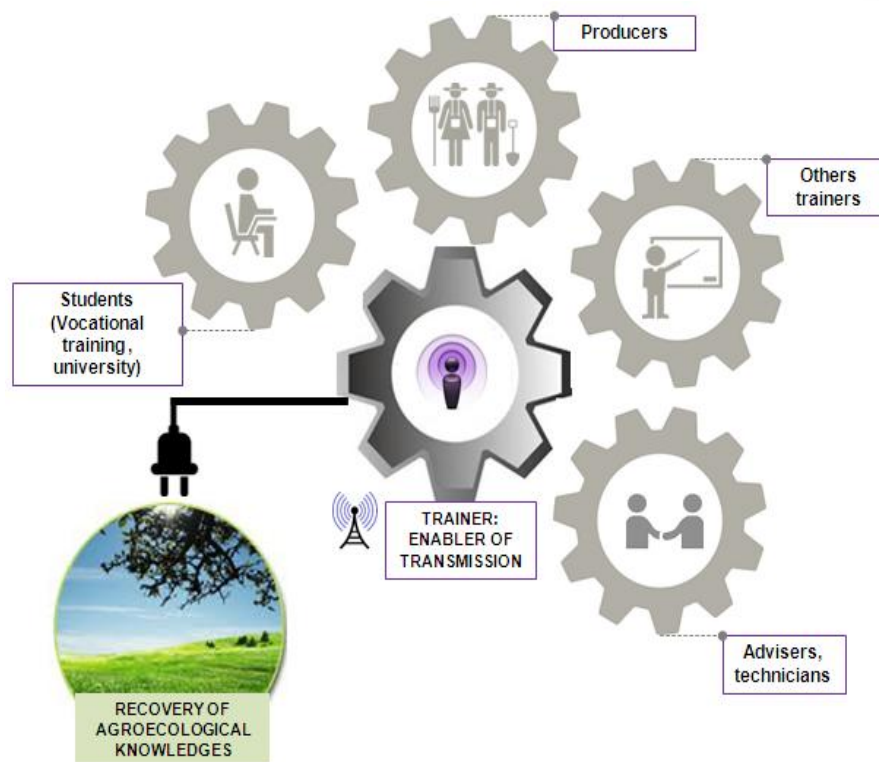 Producers
Others
trainers
Students
(Vocational
training ,
university)
TRAINER:
ENABLER OF
TRANSMISSION
Advisers,
technicians
RECOVERY OF
AGROECOLOGICAL
KNOWLEDGES